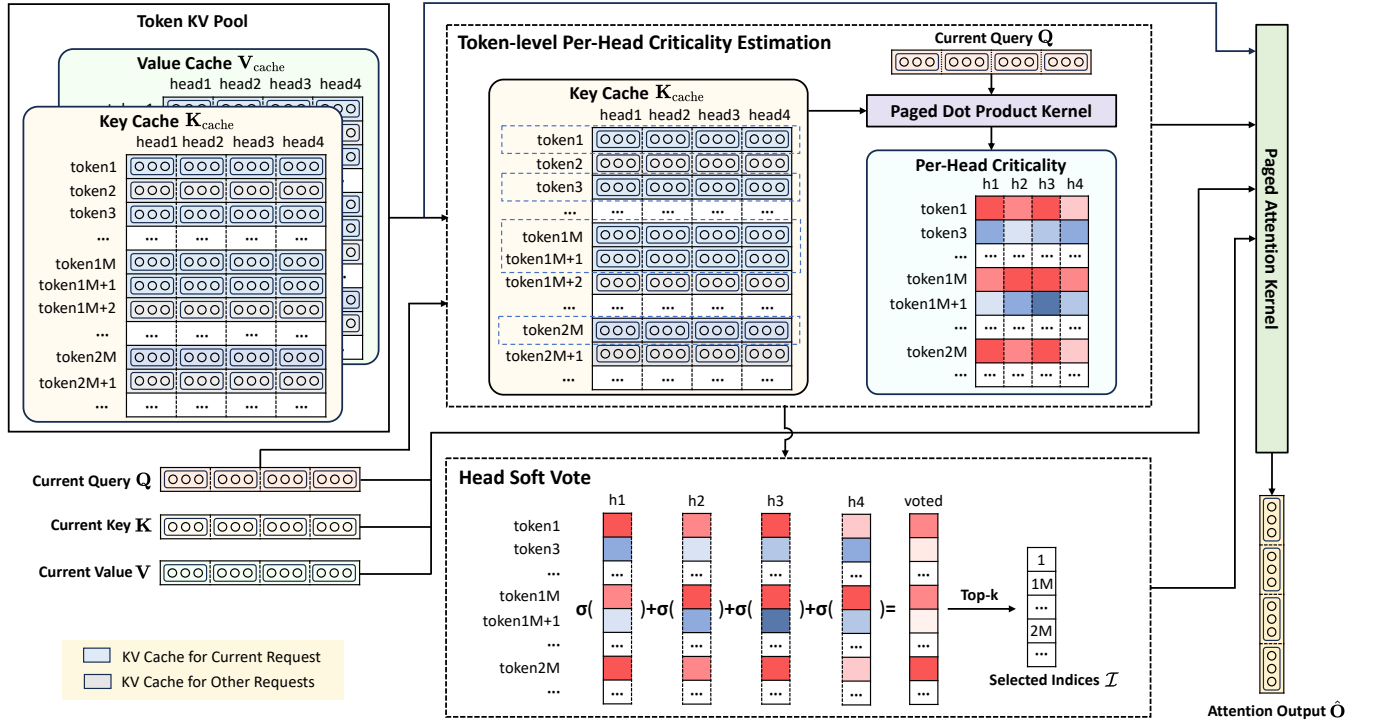 Token KV Pool
Value Cache V_cache
head1 head2 head3 head4
Key Cache K_cache
head1 head2 head3 head4
token1
token2
token3
...
token1M
token1M+1
token1M+2
...
token2M
token2M+1
...
Current Query Q
Current Key K
Current Value V
KV Cache for Current Request
KV Cache for Other Requests
Token-level Per-Head Criticality Estimation
Key Cache K_cache
head1 head2 head3 head4
token1
token2
token3
...
token1M
token1M+1
token1M+2
...
token2M
token2M+1
...
Current Query Q
Paged Dot Product Kernel
Per-Head Criticality
h1 h2 h3 h4
token1
token3
...
token1M
token1M+1
...
token2M
...
Head Soft Vote
h1 h2 h3 h4 voted
token1
token3
...
token1M
token1M+1
...
token2M
...
σ( )+σ( )+σ( )+σ( )=
Top-k
1
1M
...
2M
...
Selected Indices I
Paged Attention Kernel
Attention Output Ô